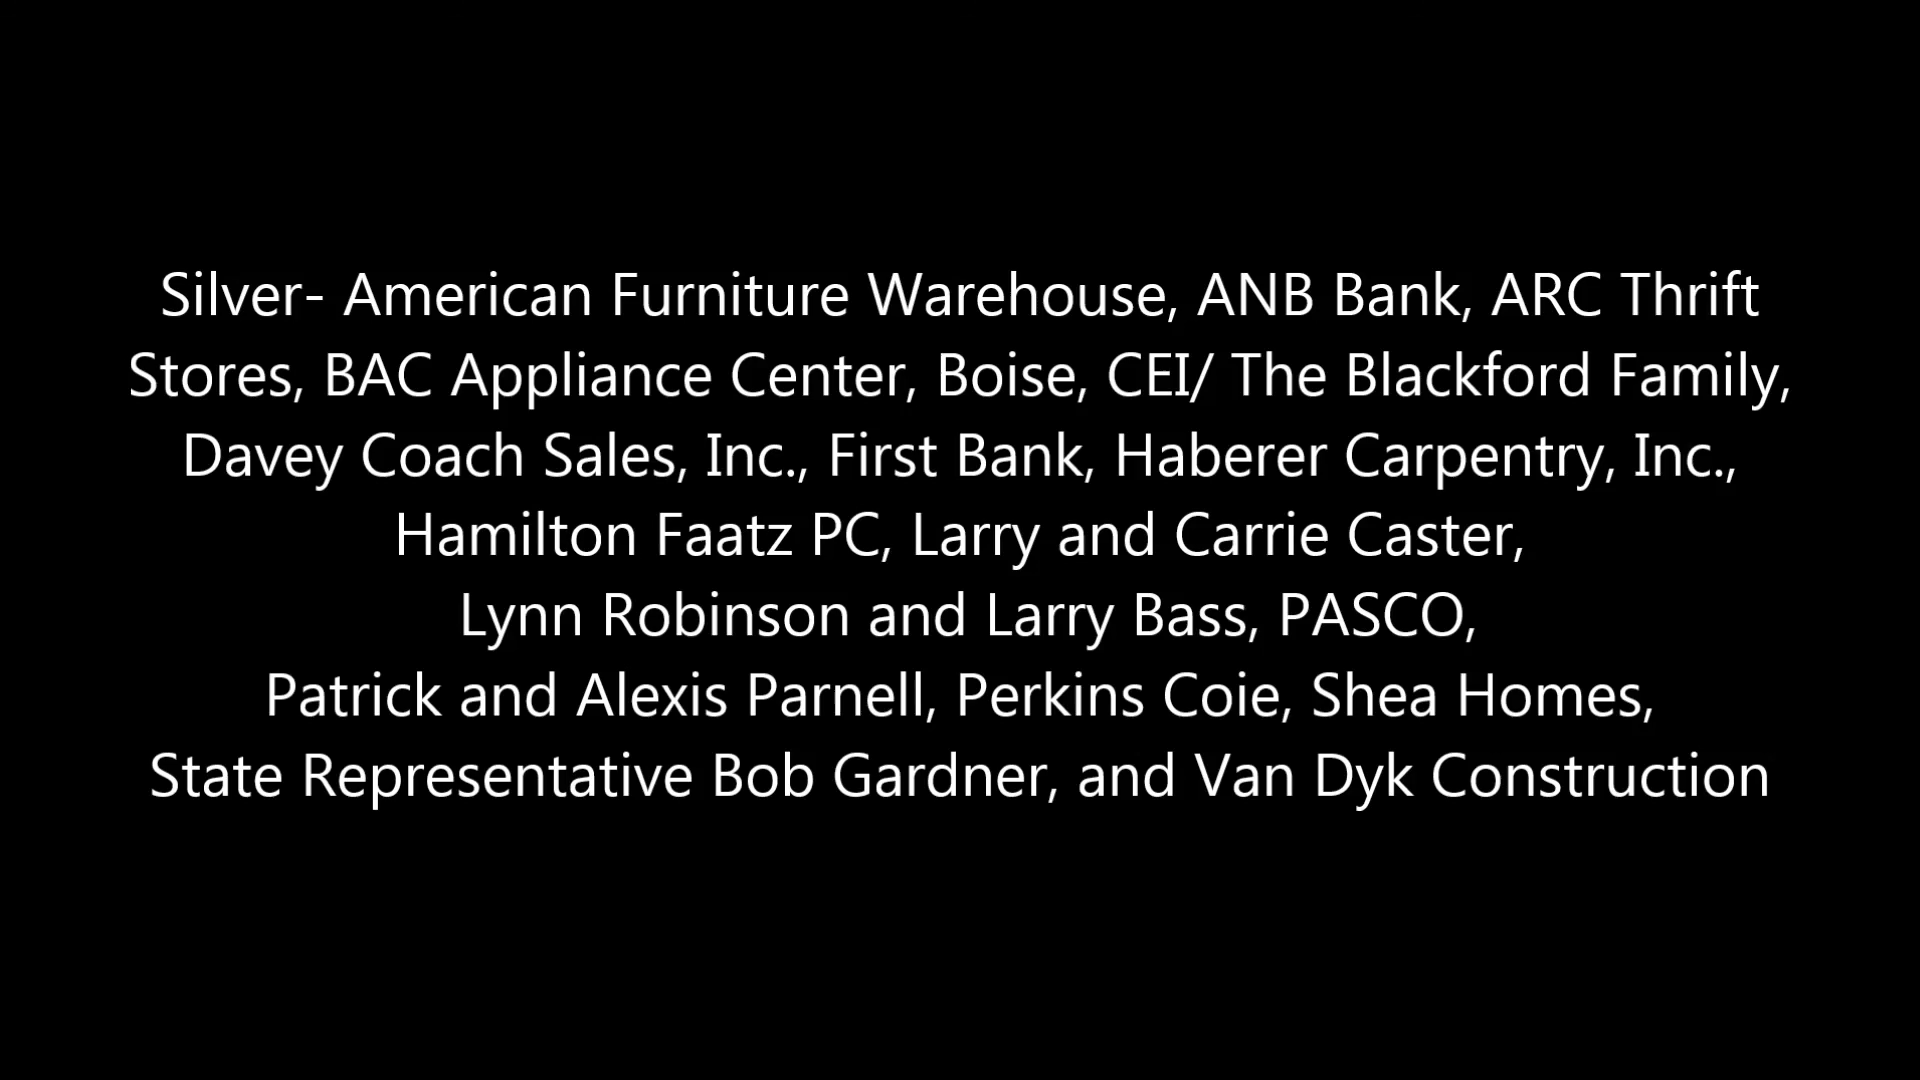 Silver- American Furniture Warehouse, ANB Bank, ARC Thrift
Stores, BAC Appliance Center, Boise, CEI/ The Blackford Family,
Davey Coach Sales, Inc., First Bank, Haberer Carpentry, Inc.,
Hamilton Faatz PC, Larry and Carrie Caster,
Lynn Robinson and Larry Bass, PASCO,
Patrick and Alexis Parnell, Perkins Coie, Shea Homes,
State Representative Bob Gardner, and Van Dyk Construction